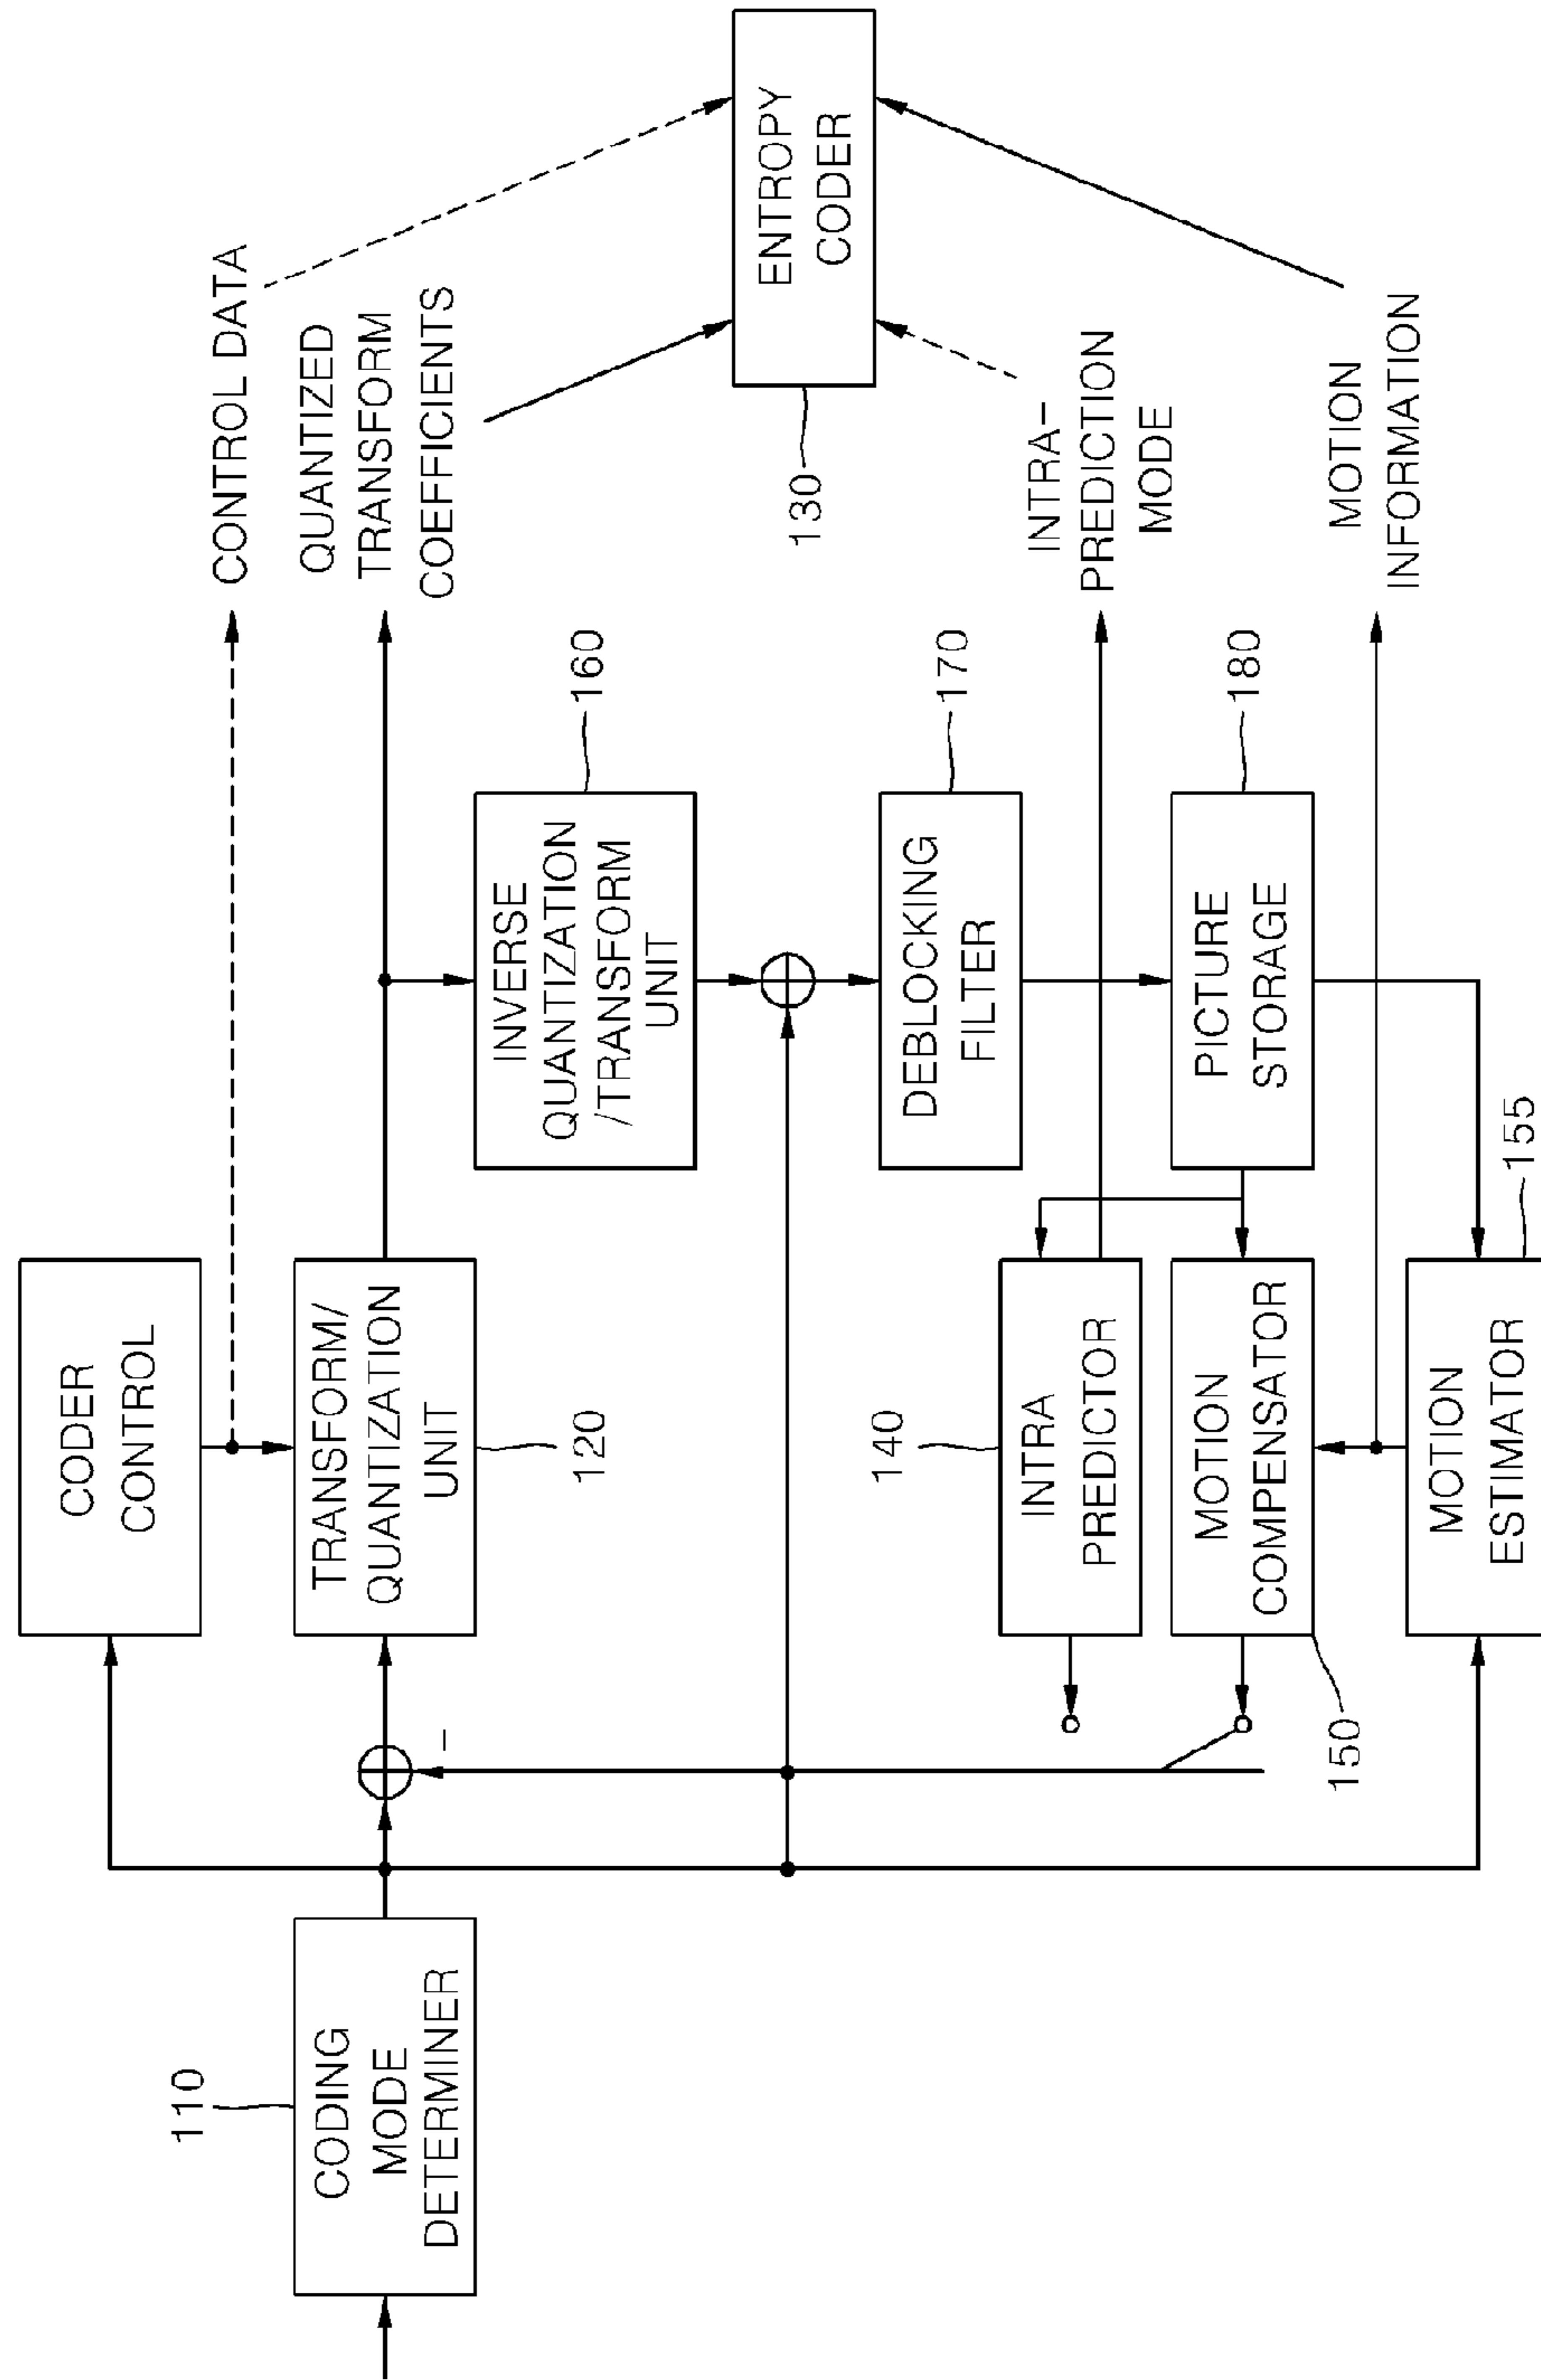 CODER
CONTROL
CONTROL DATA
110
CODING
MODE
DETERMINER
TRANSFORM/
QUANTIZATION
UNIT
120
QUANTIZED
TRANSFORM
COEFFICIENTS
-
INVERSE
QUANTIZATION
/TRANSFORM
UNIT
160
ENTROPY
CODER
130
DEBLOCKING
FILTER
170
140
INTRA
PREDICTOR
INTRA-
PREDICTION
MODE
MOTION
COMPENSATOR
150
PICTURE
STORAGE
180
MOTION
INFORMATION
MOTION
ESTIMATOR
155